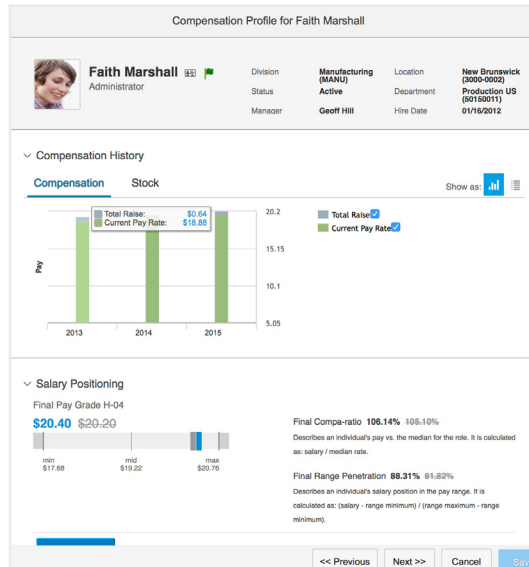 Compensation Profile for Faith Marshall
Faith Marshall
Administrator
Division Manufacturing (MANU) Location New Brunswick (3000-0002)
Status Active Department Production US (50150011)
Manager Geoff Hill Hire Date 01/16/2012
Compensation History
Compensation Stock Show as:
Total Raise: $0.64
Current Pay Rate: $18.88
20.2
15.15
10.1
5.05
Pay
2013 2014 2015
Total Raise
Current Pay Rate
Salary Positioning
Final Pay Grade H-04
$20.40 $20.20
min mid max
$17.68 $19.22 $20.76
Final Compa-ratio 106.14% 105.10%
Describes an individual's pay vs. the median for the role. It is calculated
as: salary / median rate.
Final Range Penetration 88.31% 81.82%
Describes an individual's salary position in the pay range. It is
calculated as: (salary - range minimum) / (range maximum - range
minimum).
<< Previous Next >> Cancel Sav